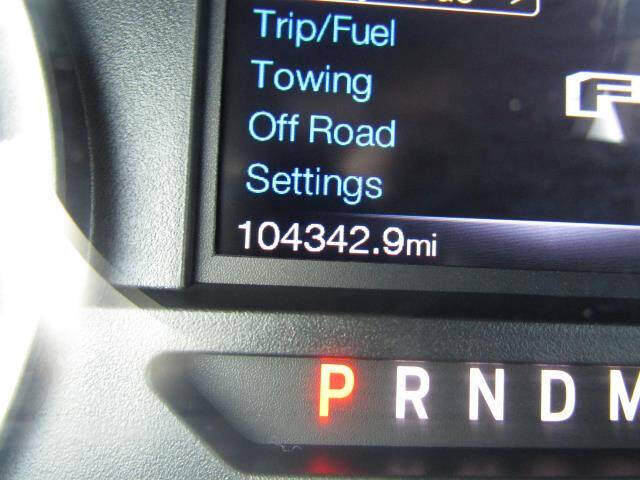 Trip/Fuel
Towing
Off Road
Settings
104342.9mi
P R N D M